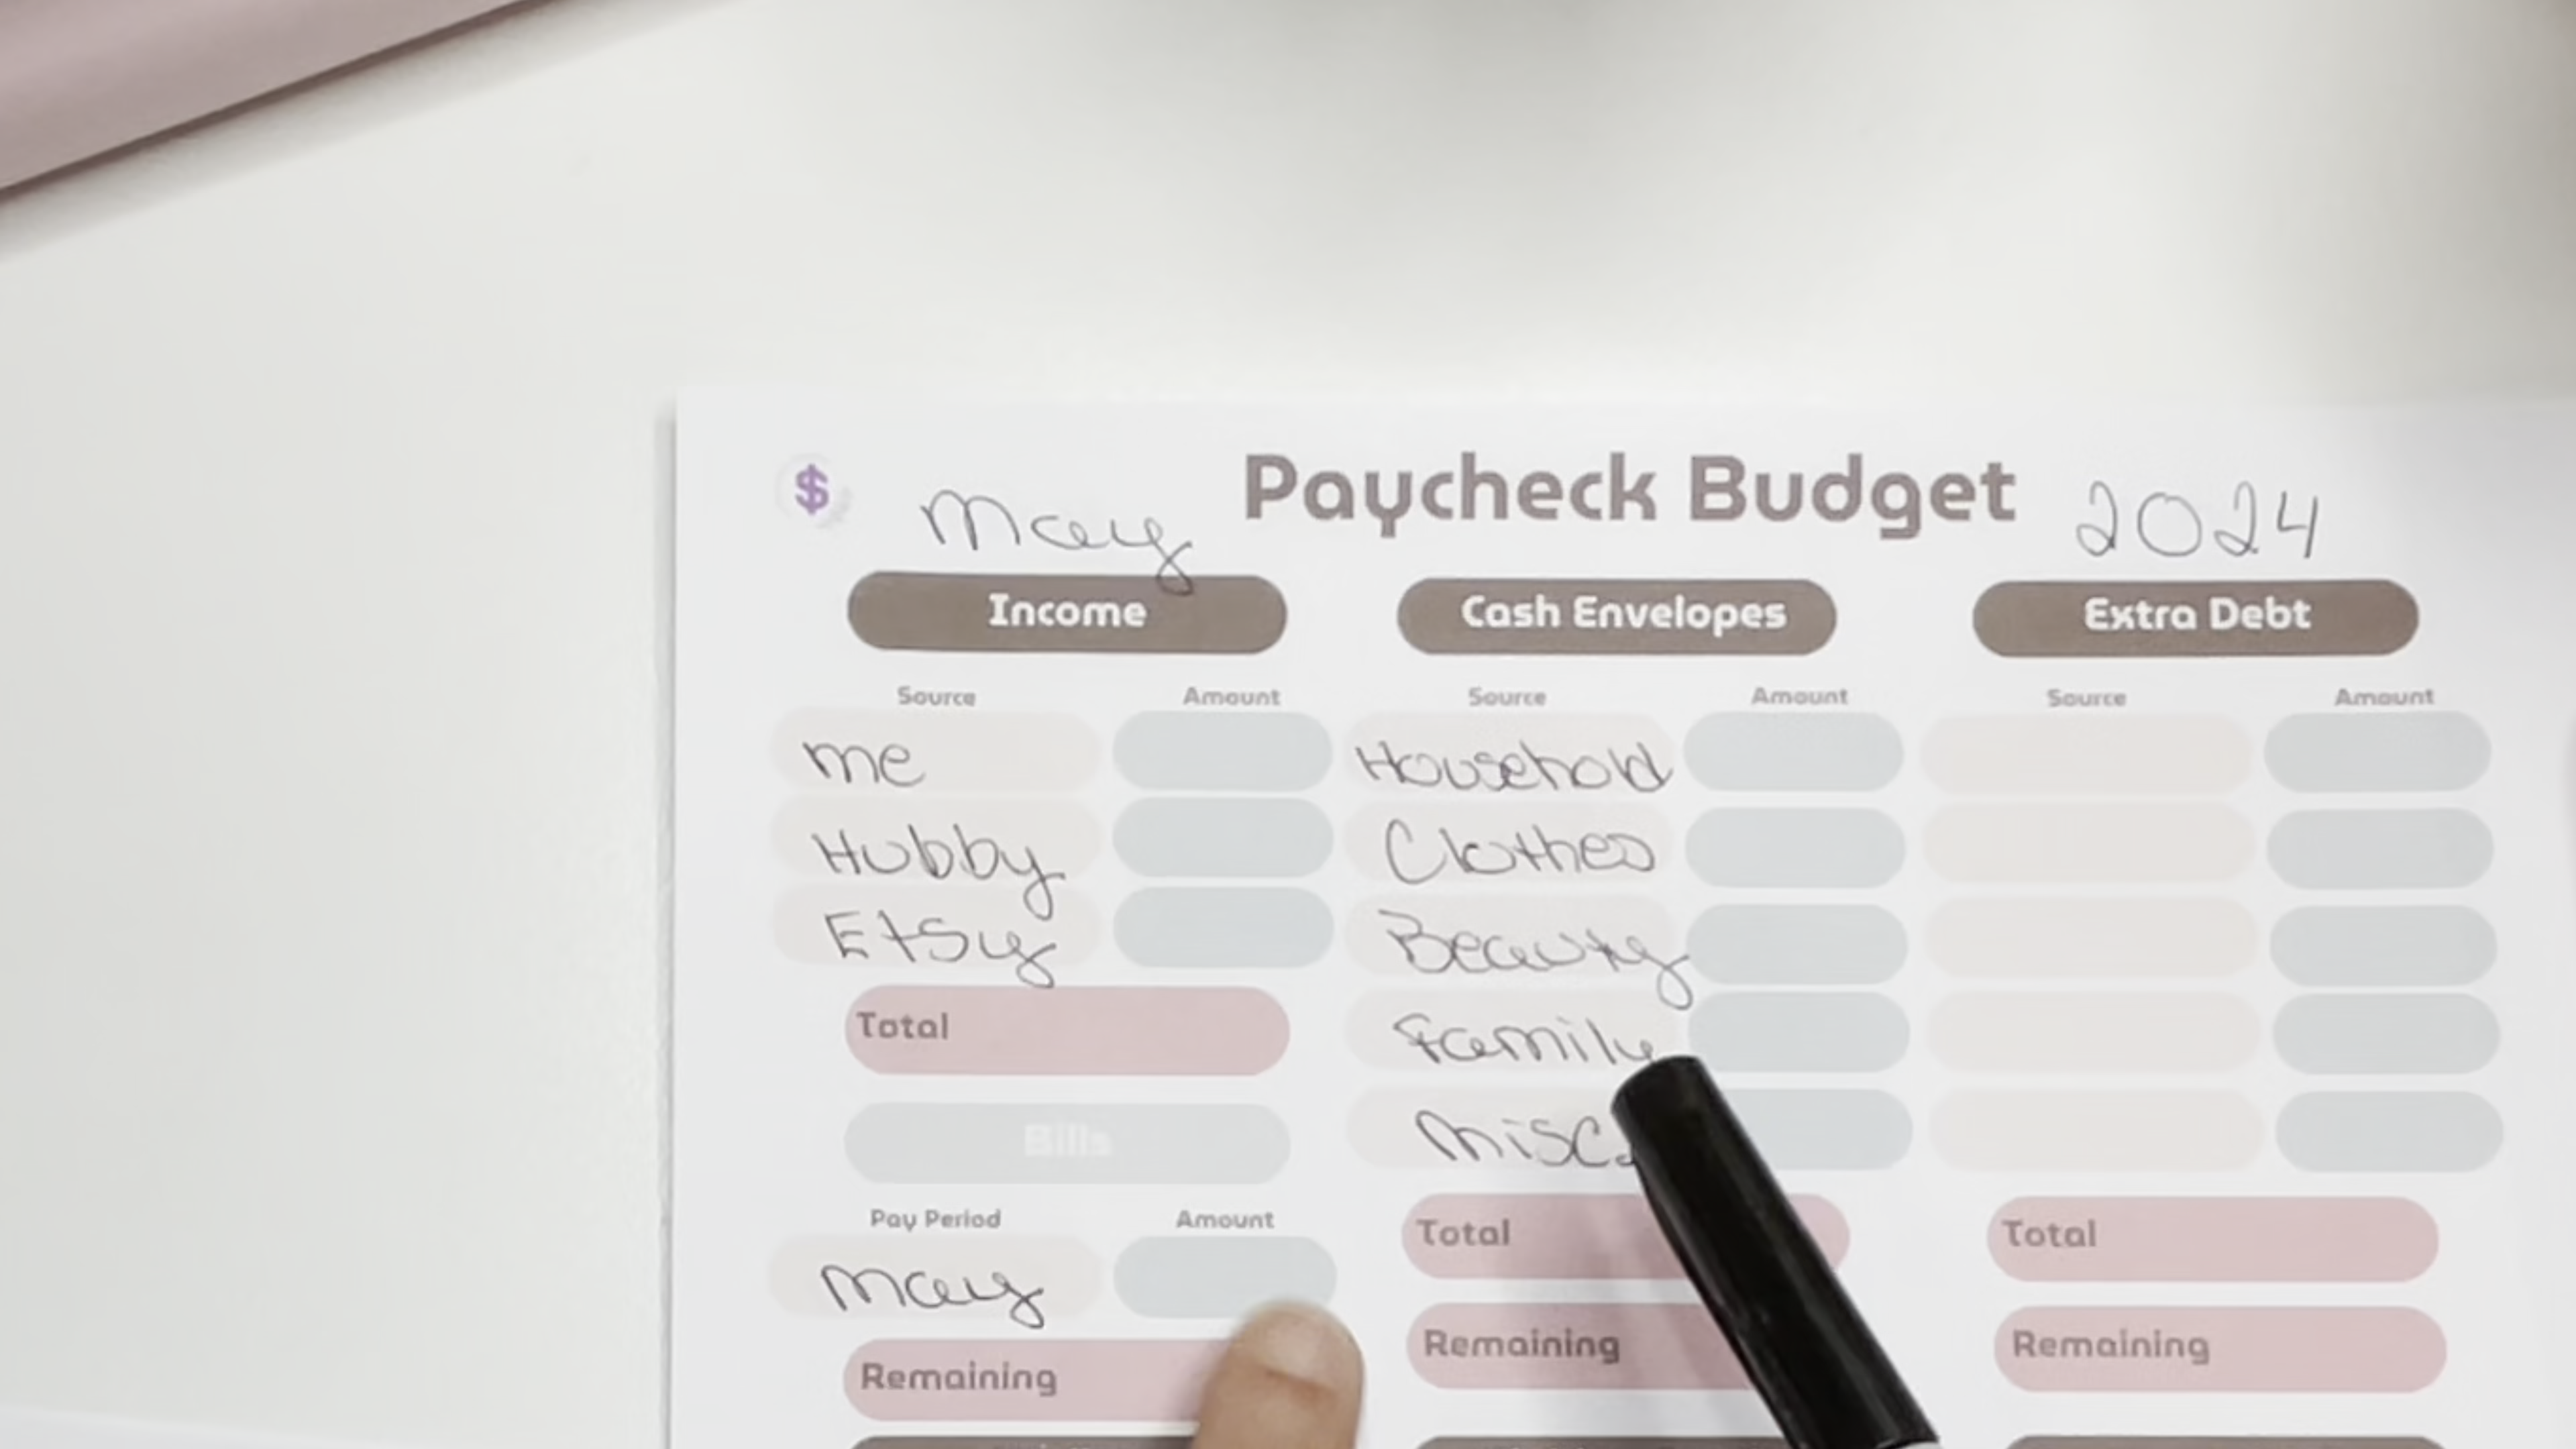 $ May Paycheck Budget 2024
Income
Source Amount
me
Hubby
Etsy
Total
Bills
Pay Period Amount
May
Remaining
Cash Envelopes
Source Amount
Household
Clothes
Beauty
Family
Misc.
Total
Remaining
Extra Debt
Source Amount
Total
Remaining